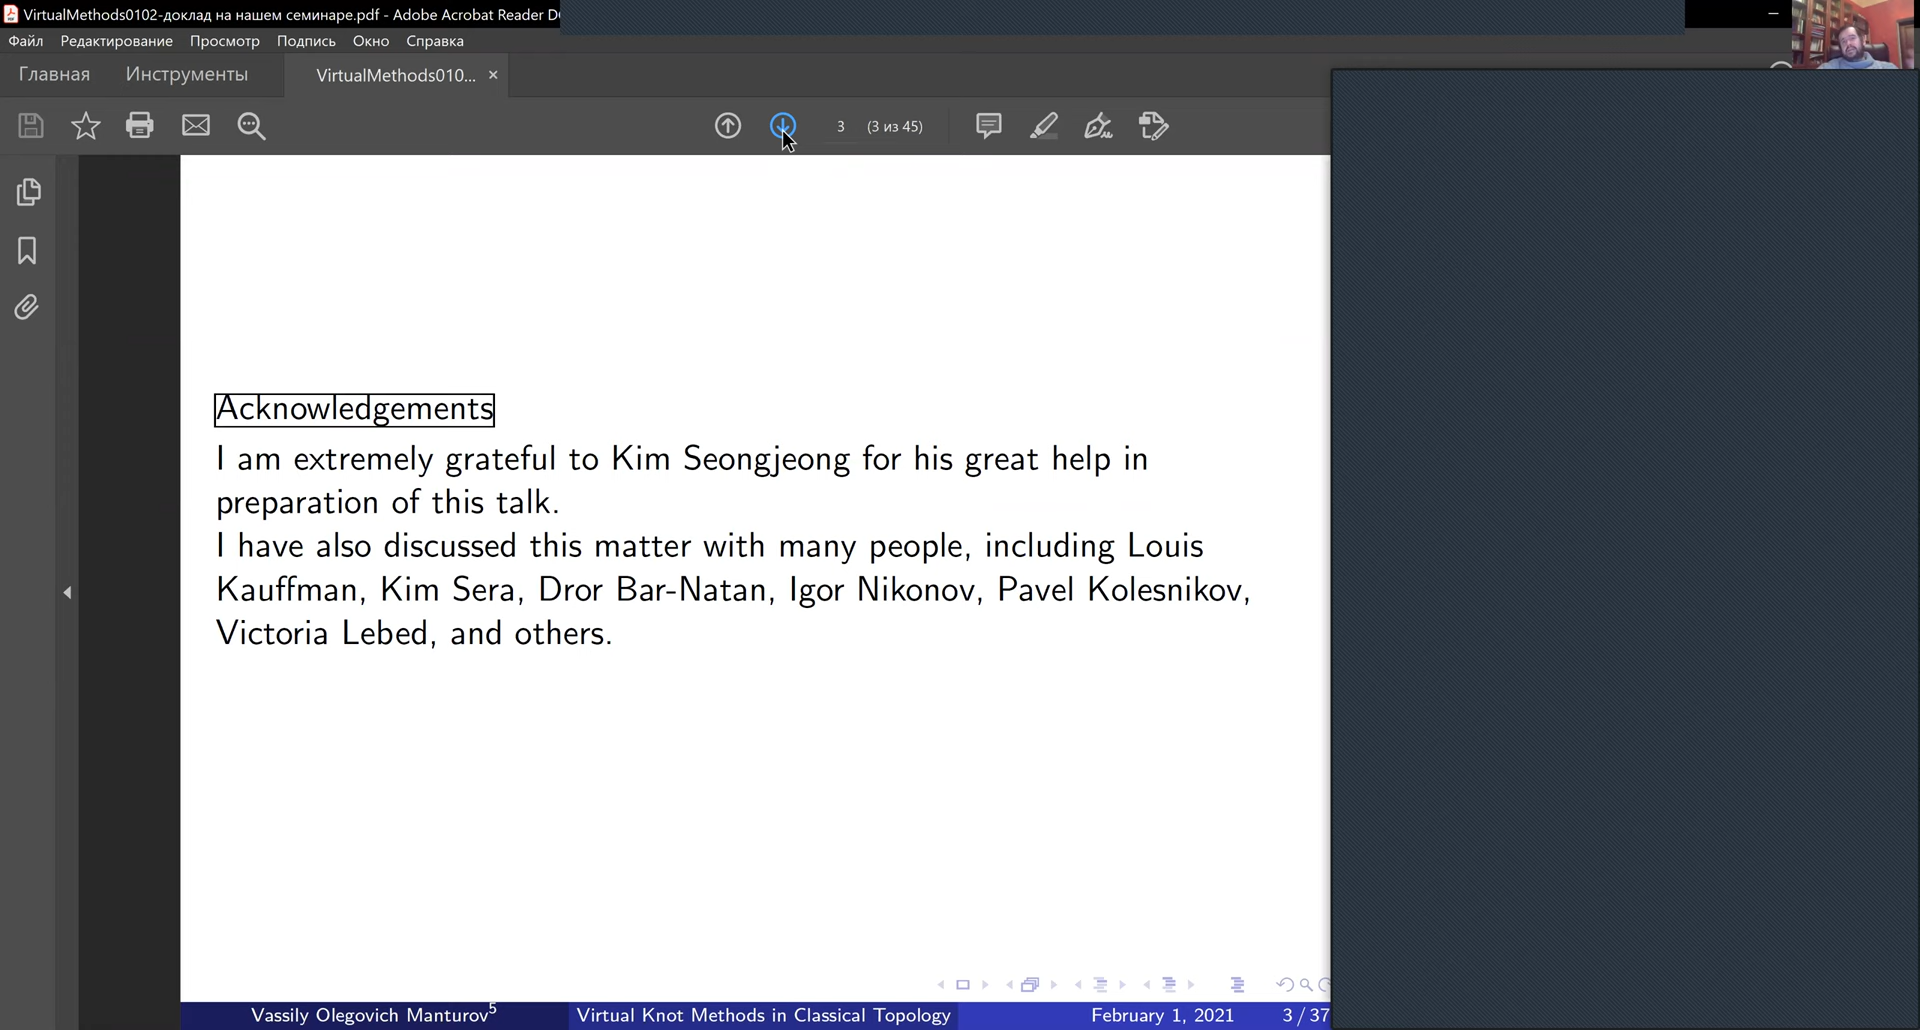 VirtualMethods0102-доклад на нашем семинаре.pdf - Adobe Acrobat Reader D
Файл Редактирование Просмотр Подпись Окно Справка
Главная Инструменты VirtualMethods010... ×
3 (3 из 45)
Acknowledgements
I am extremely grateful to Kim Seongjeong for his great help in
preparation of this talk.
I have also discussed this matter with many people, including Louis
Kauffman, Kim Sera, Dror Bar-Natan, Igor Nikonov, Pavel Kolesnikov,
Victoria Lebed, and others.
Vassily Olegovich Manturov⁵ Virtual Knot Methods in Classical Topology February 1, 2021 3 / 37